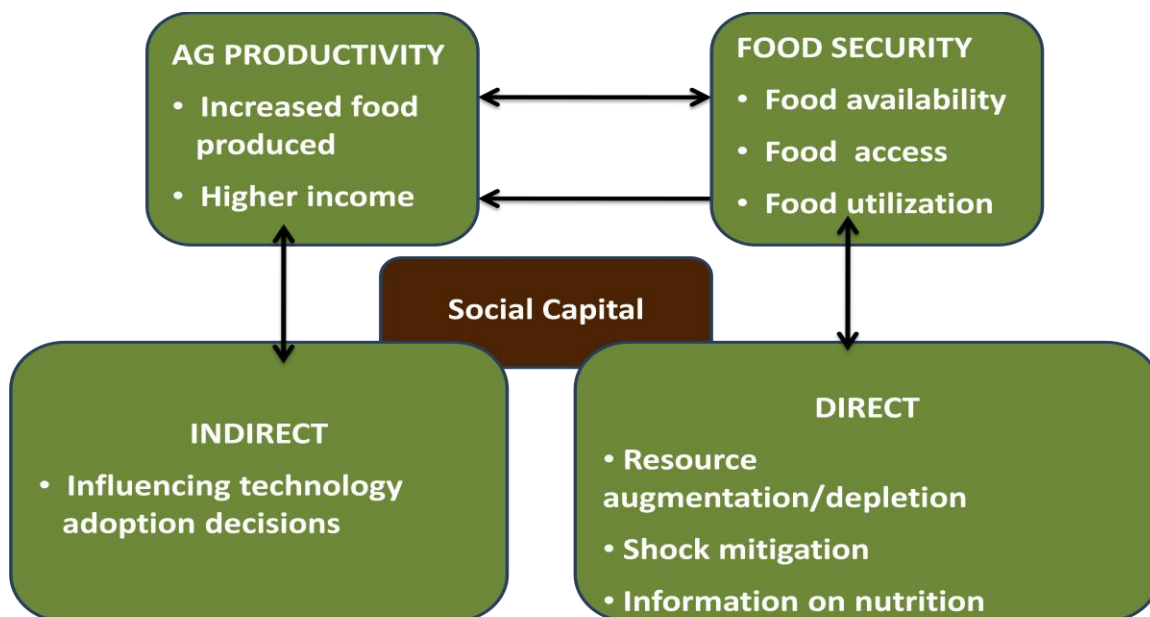 AG PRODUCTIVITY
• Increased food
produced
• Higher income
FOOD SECURITY
• Food availability
• Food access
• Food utilization
Social Capital
INDIRECT
• Influencing technology
adoption decisions
DIRECT
• Resource
augmentation/depletion
• Shock mitigation
• Information on nutrition